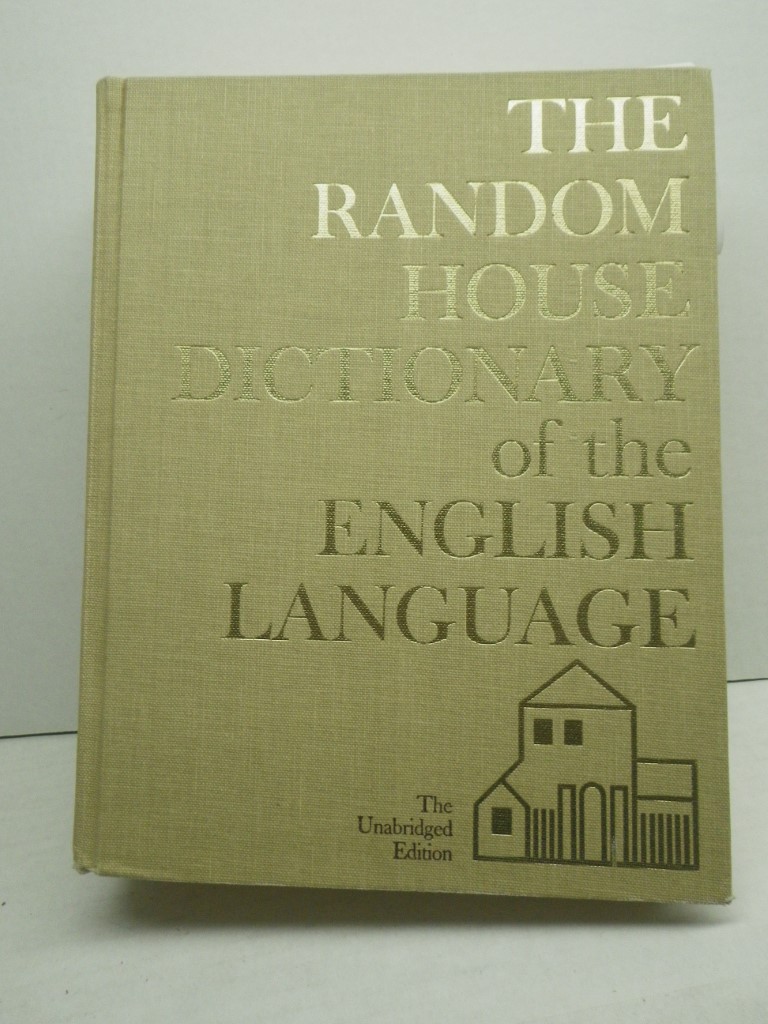 THE
RANDOM
HOUSE
DICTIONARY
of the
ENGLISH
LANGUAGE
The
Unabridged
Edition